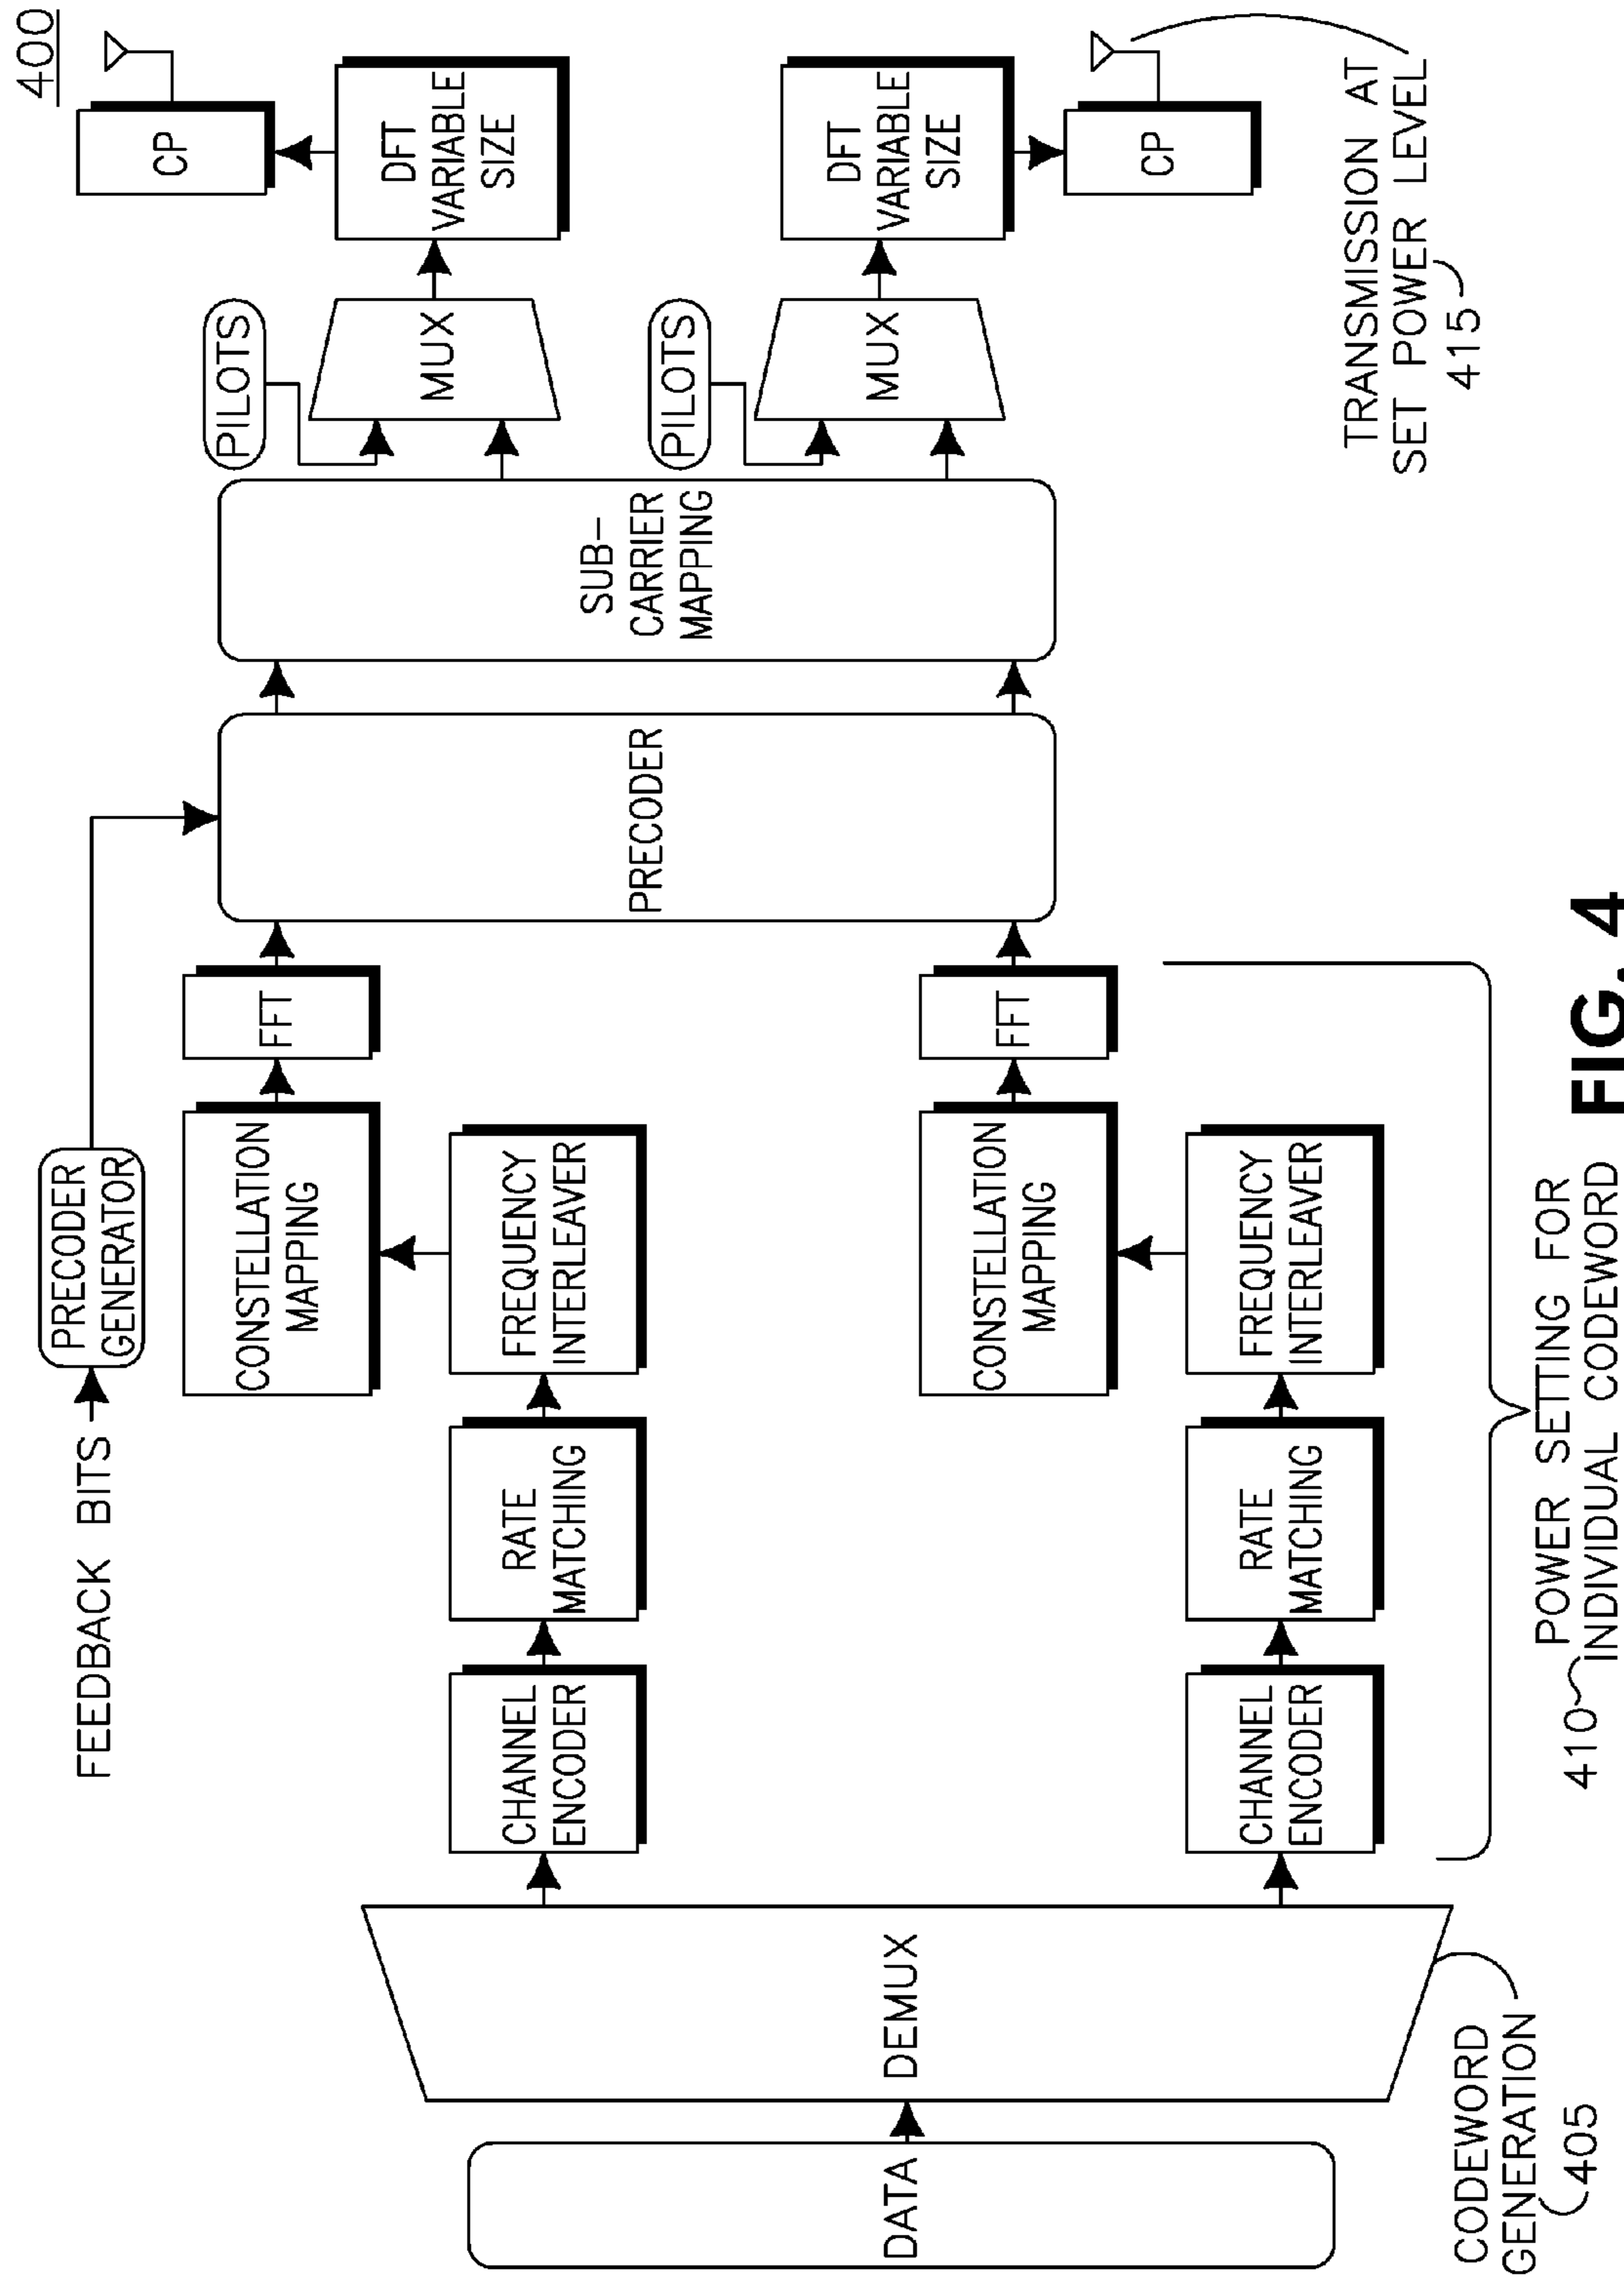 400
FEEDBACK BITS
PRECODER
GENERATOR
CP
DFT
VARIABLE
SIZE
PILOTS
MUX
CONSTELLATION
MAPPING
FFT
PRECODER
SUB-
CARRIER
MAPPING
CHANNEL
ENCODER
RATE
MATCHING
FREQUENCY
INTERLEAVER
DATA
DEMUX
PILOTS
MUX
DFT
VARIABLE
SIZE
CP
CONSTELLATION
MAPPING
FFT
CHANNEL
ENCODER
RATE
MATCHING
FREQUENCY
INTERLEAVER
TRANSMISSION AT
SET POWER LEVEL
415
CODEWORD
GENERATION
405
POWER SETTING FOR
410 INDIVIDUAL CODEWORD
FIG. 4